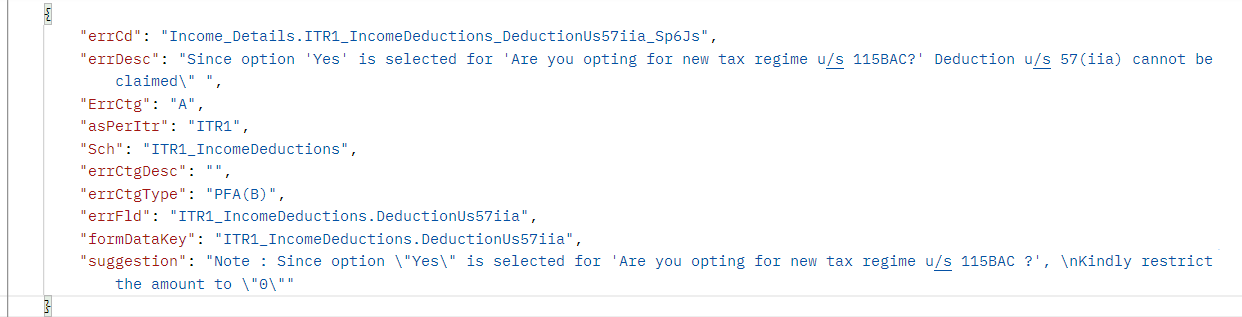 {
"errCd": "Income_Details.ITR1_IncomeDeductions_DeductionUs57iia_Sp6Js",
"errDesc": "Since option 'Yes' is selected for 'Are you opting for new tax regime u/s 115BAC?' Deduction u/s 57(iia) cannot be
claimed\" ",
"ErrCtg": "A",
"asPerItr": "ITR1",
"Sch": "ITR1_IncomeDeductions",
"errCtgDesc": "",
"errCtgType": "PFA(B)",
"errFld": "ITR1_IncomeDeductions.DeductionUs57iia",
"formDataKey": "ITR1_IncomeDeductions.DeductionUs57iia",
"suggestion": "Note : Since option \"Yes\" is selected for 'Are you opting for new tax regime u/s 115BAC ?', \nKindly restrict
the amount to \"0\""
}